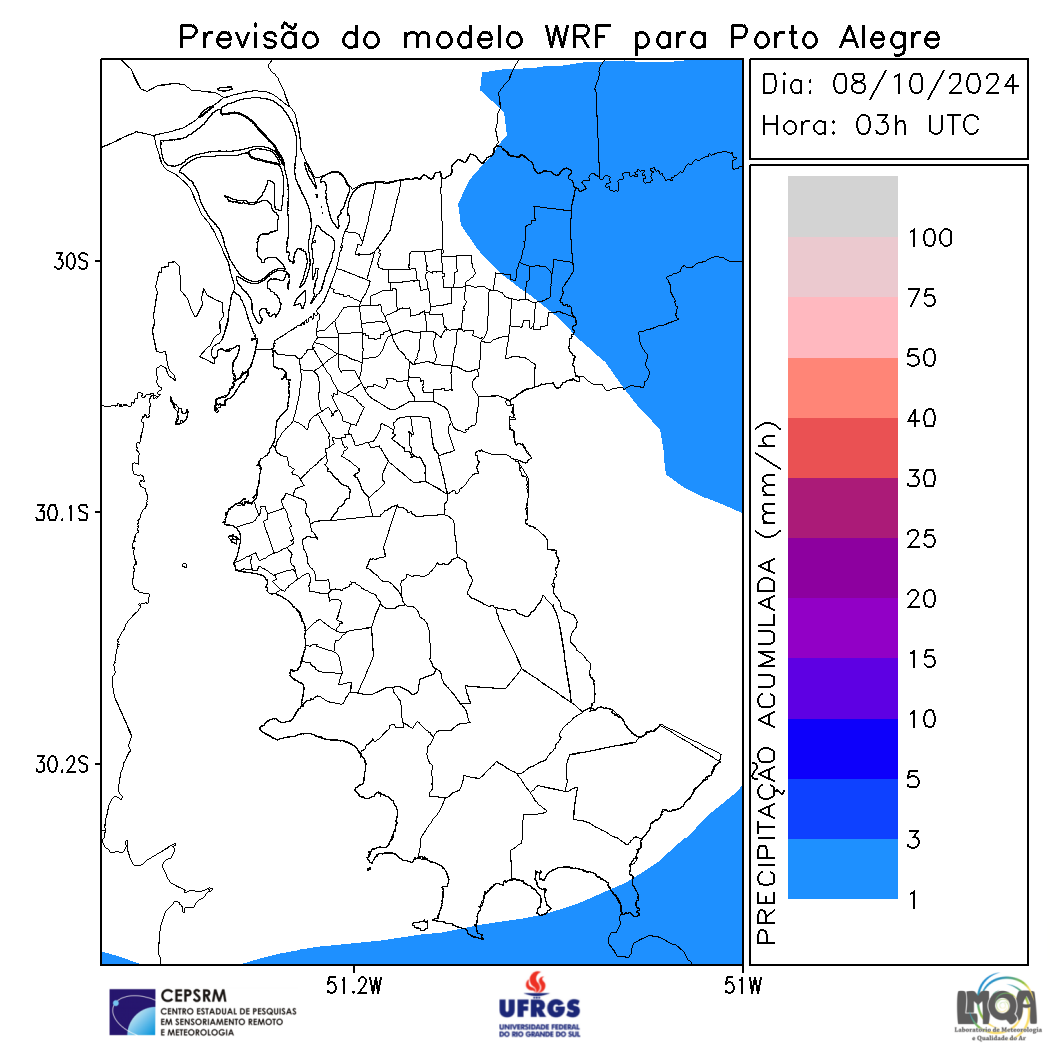 Previsão do modelo WRF para Porto Alegre
Dia: 08/10/2024
Hora: 03h UTC
30S
30.1S
30.2S
51.2W
51W
PRECIPITAÇÃO ACUMULADA (mm/h)
100
75
50
40
30
25
20
15
10
5
3
1
CEPSRM
CENTRO ESTADUAL DE PESQUISAS
EM SENSORIAMENTO REMOTO
E METEOROLOGIA
UFRGS
UNIVERSIDADE FEDERAL
DO RIO GRANDE DO SUL
LMQA
Laboratório de Meteorologia
e Qualidade do Ar